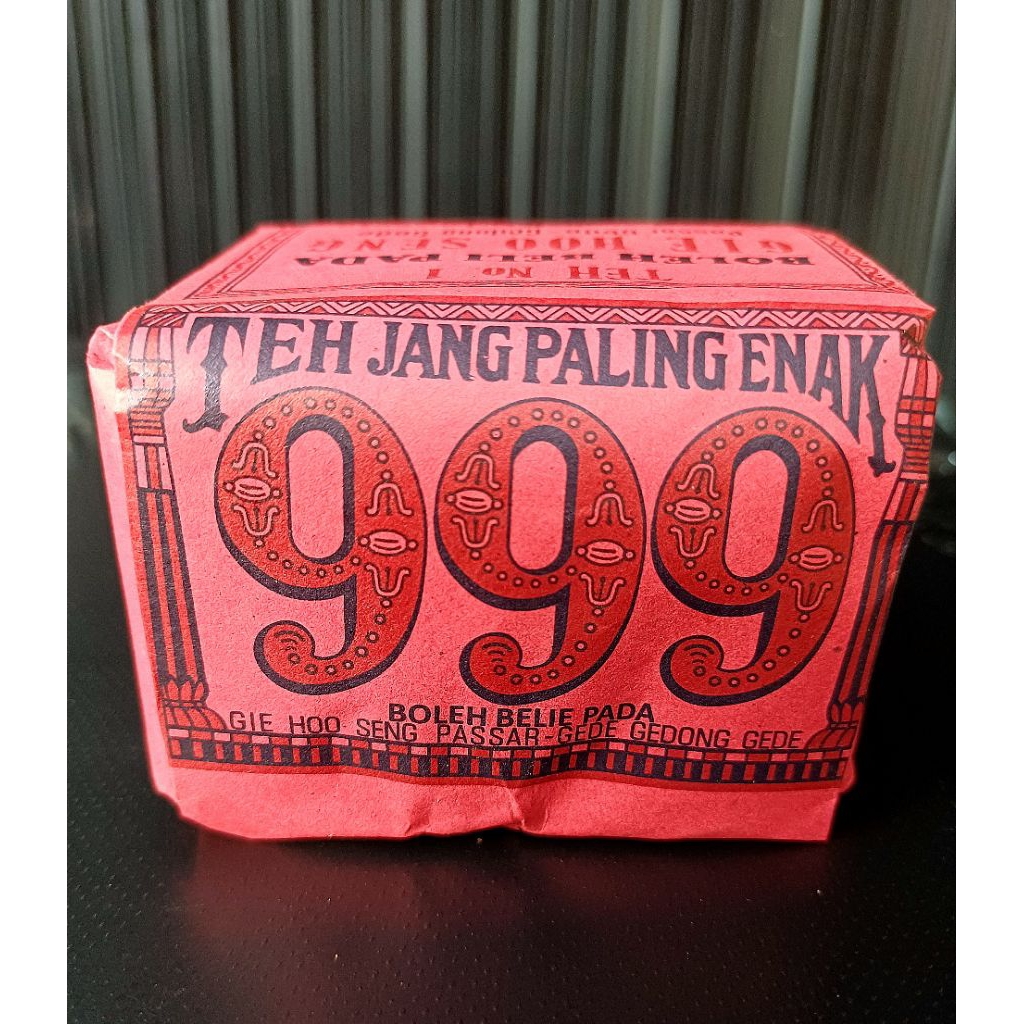 TEH No 1
BOLEH BELI PADA
GIE HOO SENG
TEH JANG PALING ENAK
999
BOLEH BELIE PADA
GIE HOO SENG PASSAR-GEDE GEDONG GEDE